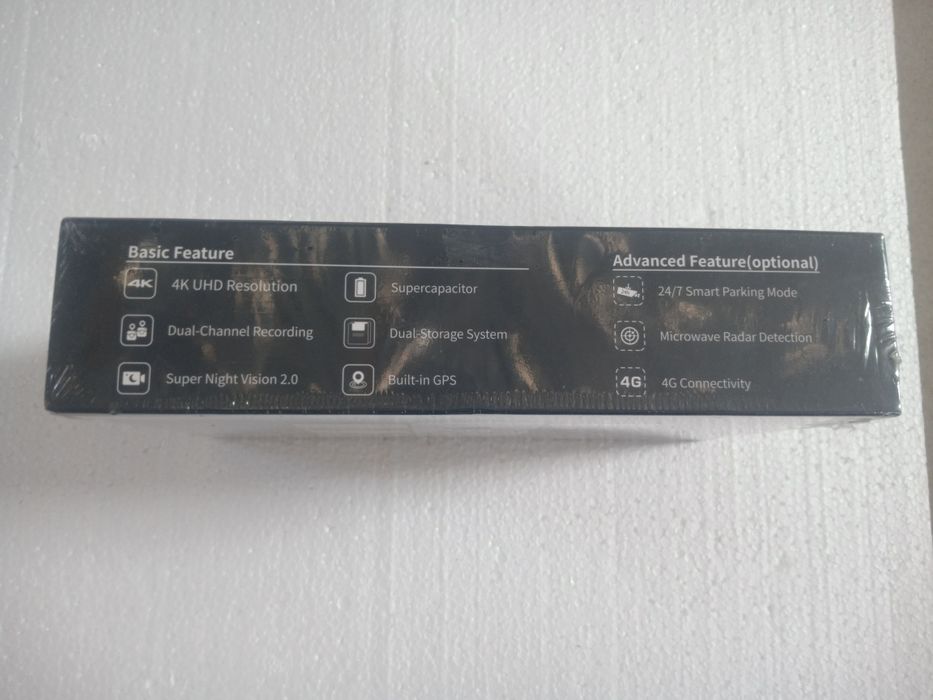 Basic Feature
4K 4K UHD Resolution
Dual-Channel Recording
Super Night Vision 2.0
Supercapacitor
Dual-Storage System
Built-in GPS
Advanced Feature(optional)
24/7 Smart Parking Mode
Microwave Radar Detection
4G 4G Connectivity